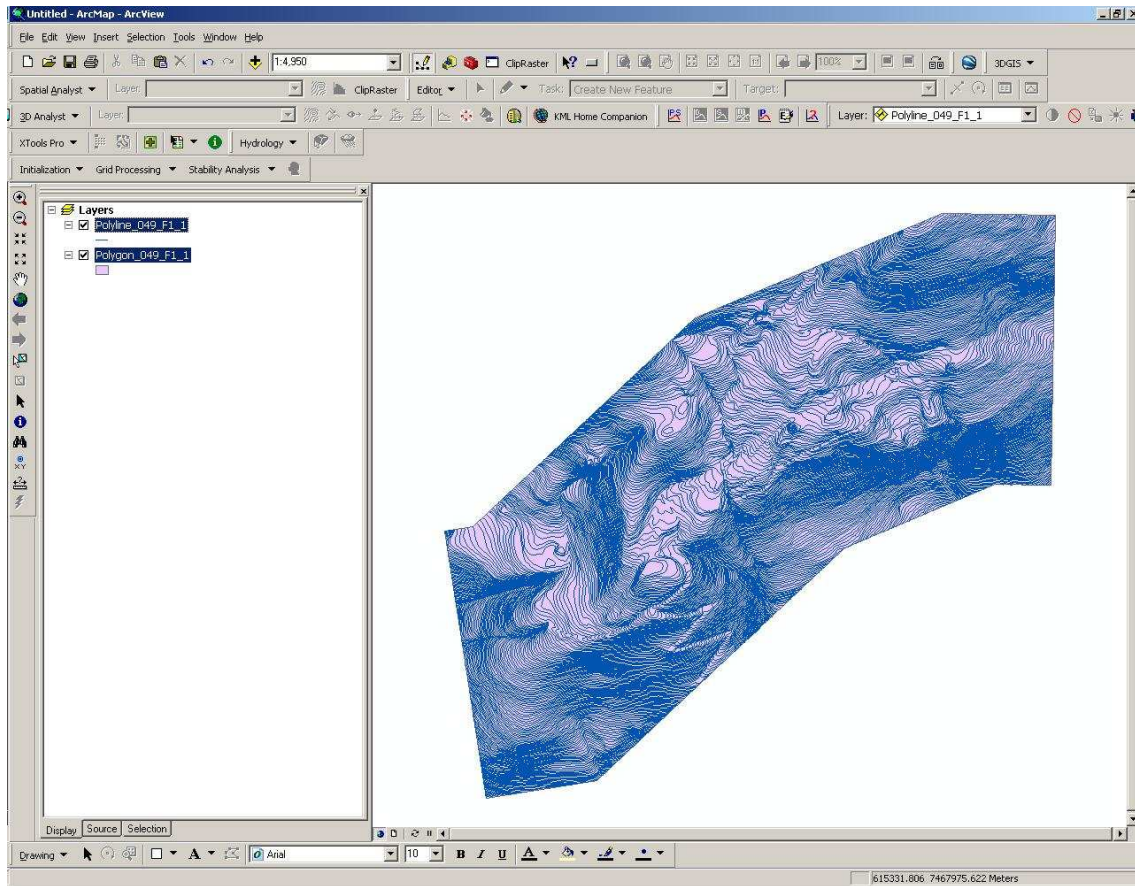 Untitled - ArcMap - ArcView
File Edit View Insert Selection Tools Window Help
1:4,950 ClipRaster 100% 3DGIS
Spatial Analyst Layer: ClipRaster Editor Task: Create New Feature Target:
3D Analyst Layer: KML Home Companion Layer: Polyline_049_F1_1
XTools Pro Hydrology
Initialization Grid Processing Stability Analysis
Layers
Polyline_049_F1_1
Polygon_049_F1_1
Display Source Selection
Drawing A Arial 10 B I U A
615331.806 7467975.622 Meters